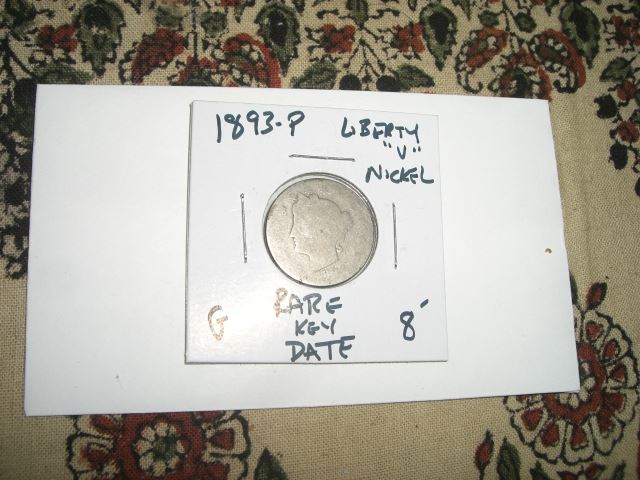 1893-P LIBERTY
"V"
NICKEL
G RARE 8'
KEY
DATE